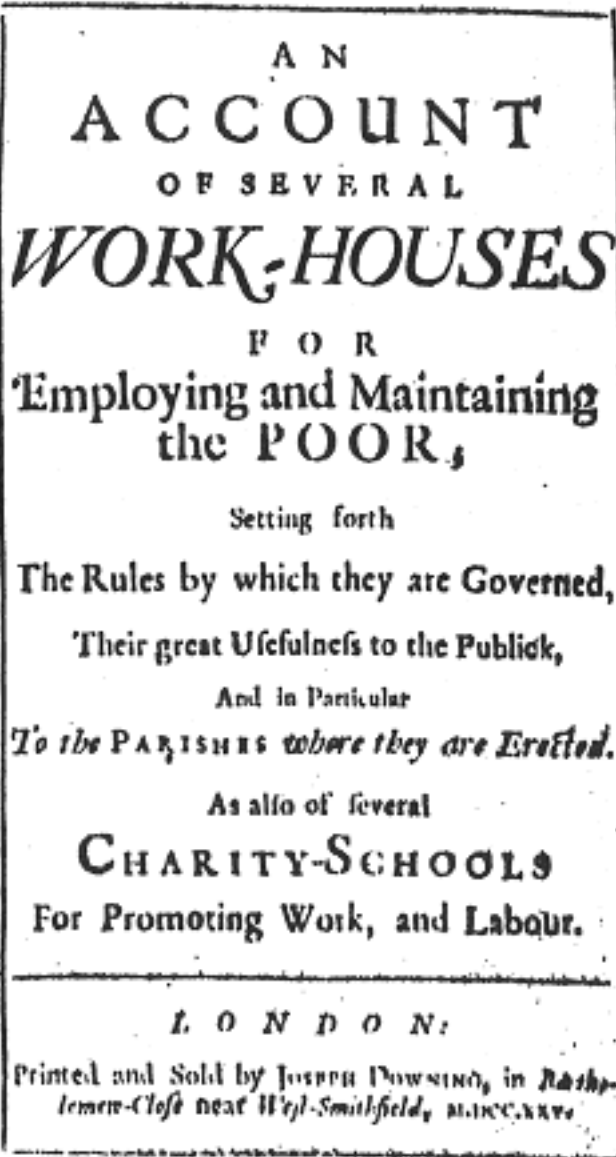 AN
ACCOUNT
OF SEVERAL
WORK-HOUSES
FOR
Employing and Maintaining
the POOR,
Setting forth
The Rules by which they are Governed,
Their great Uſefulneſs to the Publick,
And in Particular
To the PARISHES where they are Erected.
As alſo of ſeveral
CHARITY-SCHOOLS
For Promoting Work, and Labour.
LONDON:
Printed and Sold by JOSEPH DOWNING, in Bartho-
lemew-Cloſe near Weſt-Smithfield, M.DCC.XXV.